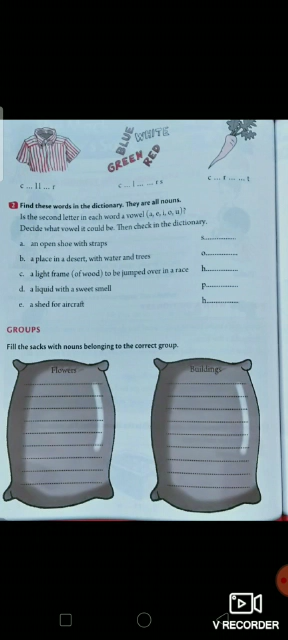 BLUE WHITE
GREEN RED
c ... ll ... r
c ... l ... ... r s
c ... r ... ... t
2 Find these words in the dictionary. They are all nouns.
Is the second letter in each word a vowel (a, e, i, o, u)?
Decide what vowel it could be. Then check in the dictionary.
a. an open shoe with straps s..............
b. a place in a desert, with water and trees o..............
c. a light frame (of wood) to be jumped over in a race h..............
d. a liquid with a sweet smell p..............
e. a shed for aircraft h..............
GROUPS
Fill the sacks with nouns belonging to the correct group.
Flowers
Buildings
V RECORDER